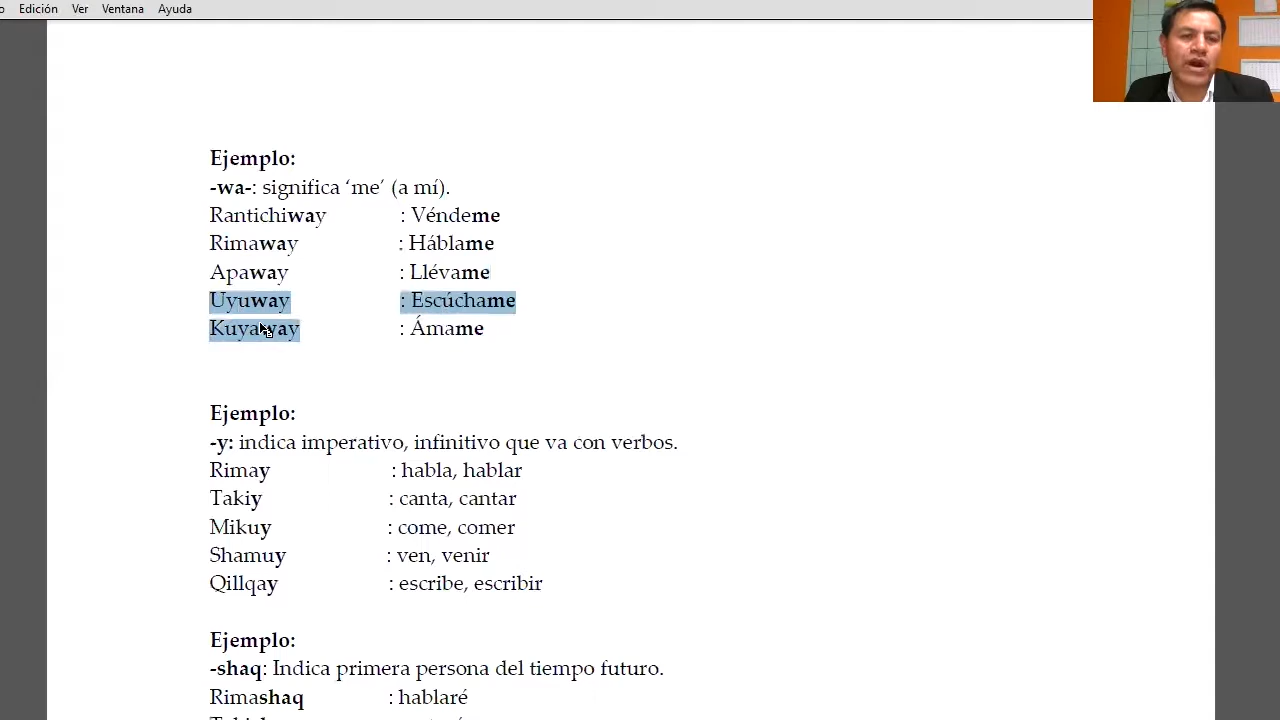 Edición Ver Ventana Ayuda
Ejemplo:
-wa-: significa ‘me’ (a mí).
Rantichiway : Véndeme
Rimaway : Háblame
Apaway : Llévame
Uyuway : Escúchame
Kuyaway : Ámame
Ejemplo:
-y: indica imperativo, infinitivo que va con verbos.
Rimay : habla, hablar
Takiy : canta, cantar
Mikuy : come, comer
Shamuy : ven, venir
Qillqay : escribe, escribir
Ejemplo:
-shaq: Indica primera persona del tiempo futuro.
Rimashaq : hablaré